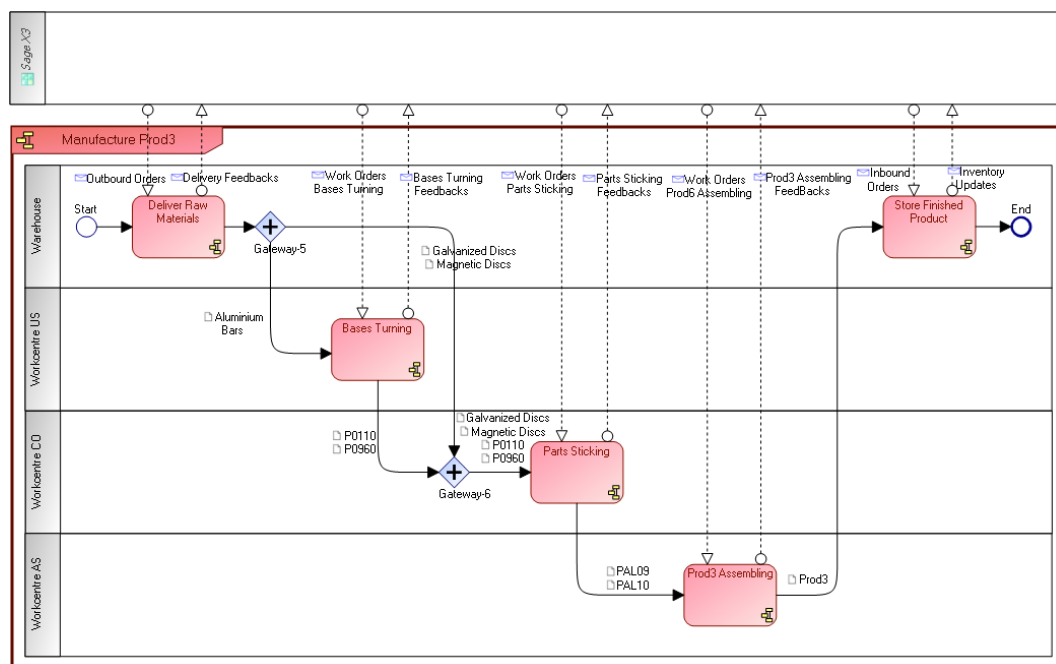 Sage X3
Manufacture Prod3
Outbourd Orders
Delivery Feedbacks
Work Orders
Bases Turning
Bases Turning
Feedbacks
Work Orders
Parts Sticking
Parts Sticking
Feedbacks
Work Orders
Prod6 Assembling
Prod3 Assembling
FeedBacks
Inbound
Orders
Inventory
Updates
Warehouse
Start
Deliver Raw
Materials
Gateway-5
Galvanized Discs
Magnetic Discs
Store Finished
Product
End
Workcentre US
Aluminium
Bars
Bases Turning
Workcentre CO
P0110
P0960
Galvanized Discs
Magnetic Discs
P0110
P0960
Gateway-6
Parts Sticking
Workcentre AS
PAL09
PAL10
Prod3 Assembling
Prod3